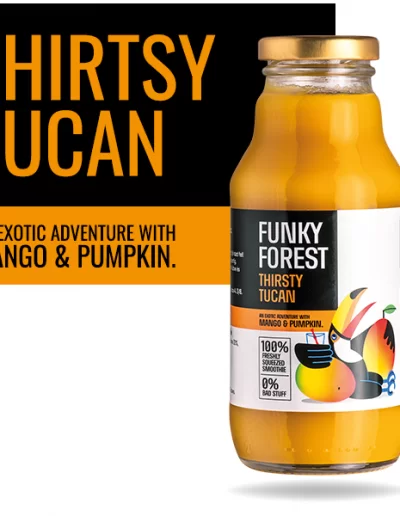 HIRTSY
UCAN
EXOTIC ADVENTURE WITH
ANGO & PUMPKIN.
FUNKY
FOREST
THIRSTY
TUCAN
AN EXOTIC ADVENTURE WITH
MANGO & PUMPKIN.
100%
FRESHLY
SQUEEZED
SMOOTHIE
0%
BAD STUFF